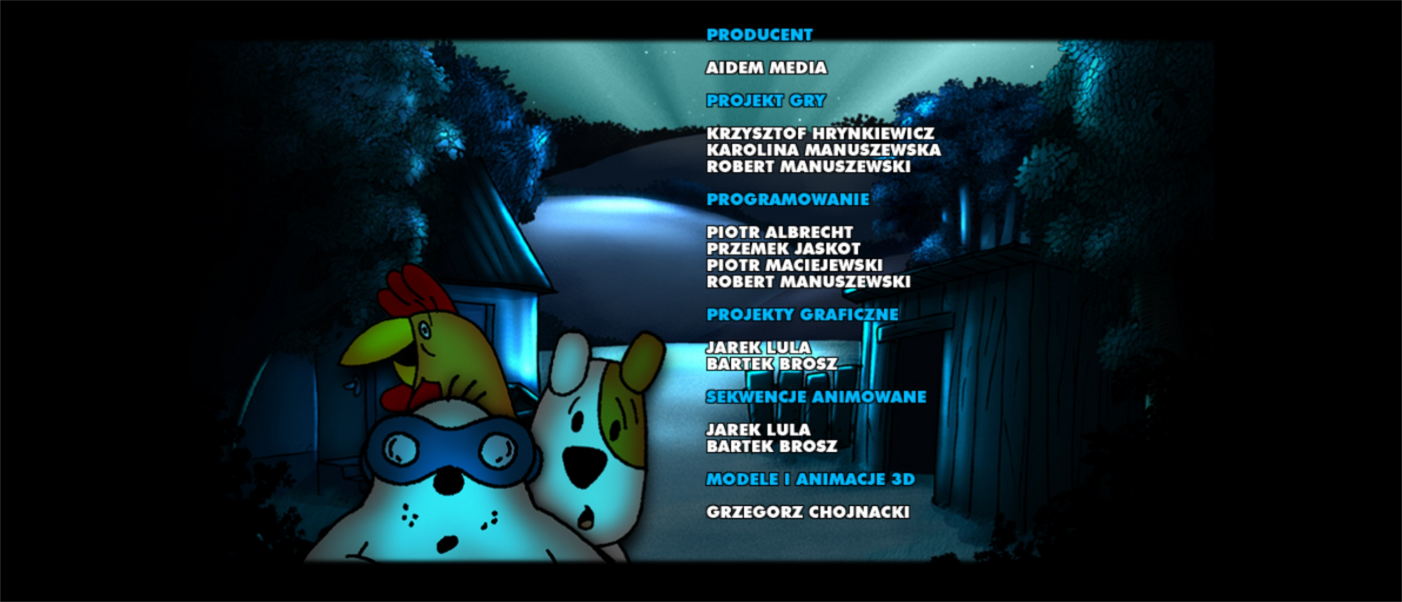 PRODUCENT
AIDEM MEDIA
PROJEKT GRY
KRZYSZTOF HRYNKIEWICZ
KAROLINA MANUSZEWSKA
ROBERT MANUSZEWSKI
PROGRAMOWANIE
PIOTR ALBRECHT
PRZEMEK JASKOT
PIOTR MACIEJEWSKI
ROBERT MANUSZEWSKI
PROJEKTY GRAFICZNE
JAREK LULA
BARTEK BROSZ
SEKWENCJE ANIMOWANE
JAREK LULA
BARTEK BROSZ
MODELE I ANIMACJE 3D
GRZEGORZ CHOJNACKI